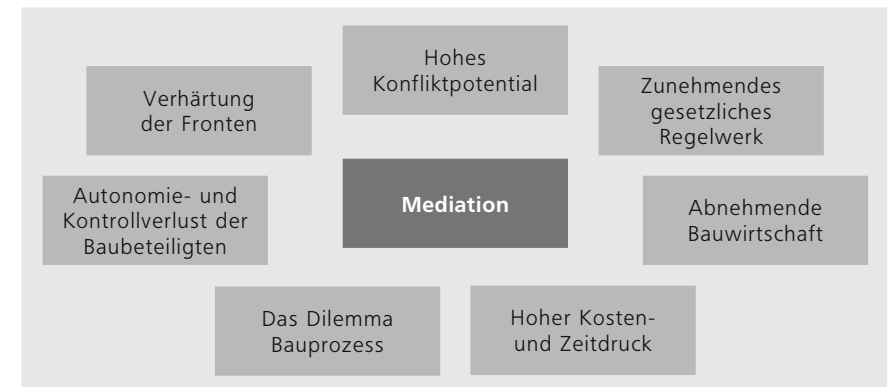 Hohes
Konfliktpotential
Verhärtung
der Fronten
Zunehmendes
gesetzliches
Regelwerk
Mediation
Autonomie- und
Kontrollverlust der
Baubeteiligten
Abnehmende
Bauwirtschaft
Das Dilemma
Bauprozess
Hoher Kosten-
und Zeitdruck